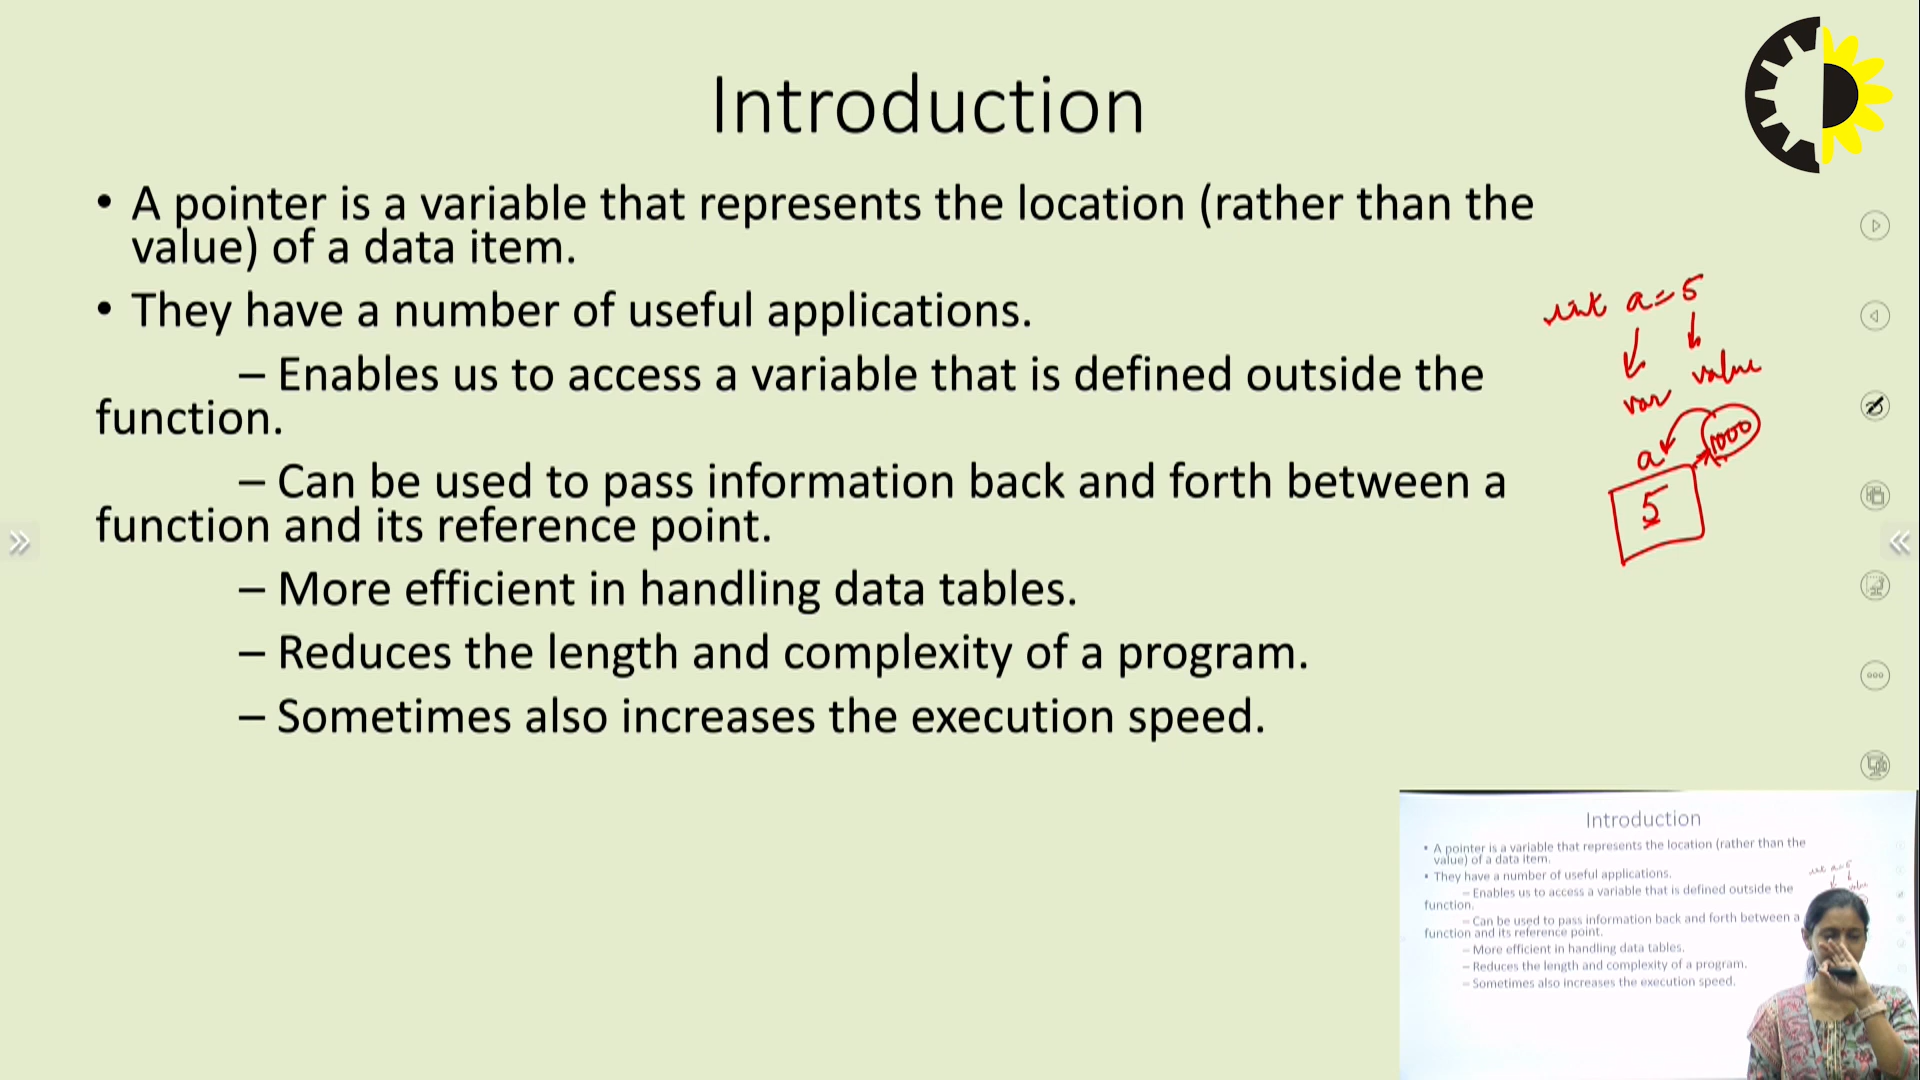 Introduction
• A pointer is a variable that represents the location (rather than the
value) of a data item.
• They have a number of useful applications.
– Enables us to access a variable that is defined outside the
function.
– Can be used to pass information back and forth between a
function and its reference point.
– More efficient in handling data tables.
– Reduces the length and complexity of a program.
– Sometimes also increases the execution speed.
int a=5
var value
a 1000
5
Introduction
• A pointer is a variable that represents the location (rather than the
value) of a data item.
• They have a number of useful applications.
– Enables us to access a variable that is defined outside the
function.
– Can be used to pass information back and forth between a
function and its reference point.
– More efficient in handling data tables.
– Reduces the length and complexity of a program.
– Sometimes also increases the execution speed.
int a=5
value